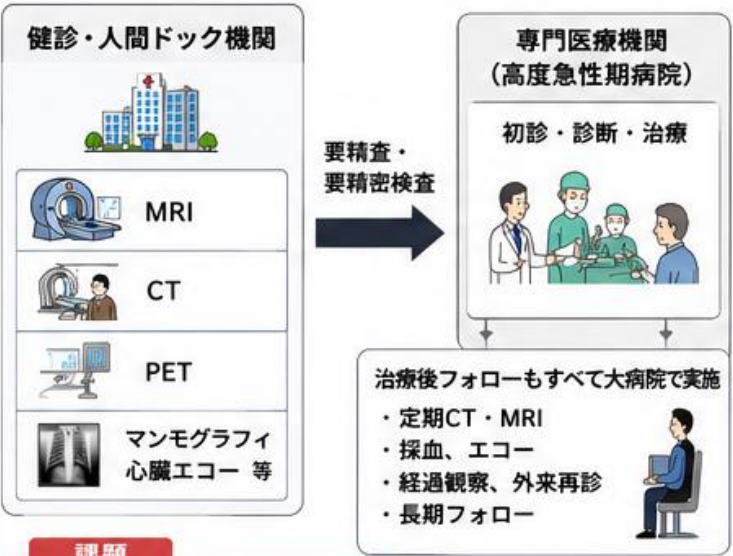 健診・人間ドック機関
MRI
CT
PET
マンモグラフィ
心臓エコー 等
要精査・
要精密検査
専門医療機関
（高度急性期病院）
初診・診断・治療
治療後フォローもすべて大病院で実施
・定期CT・MRI
・採血、エコー
・経過観察、外来再診
・長期フォロー
課題